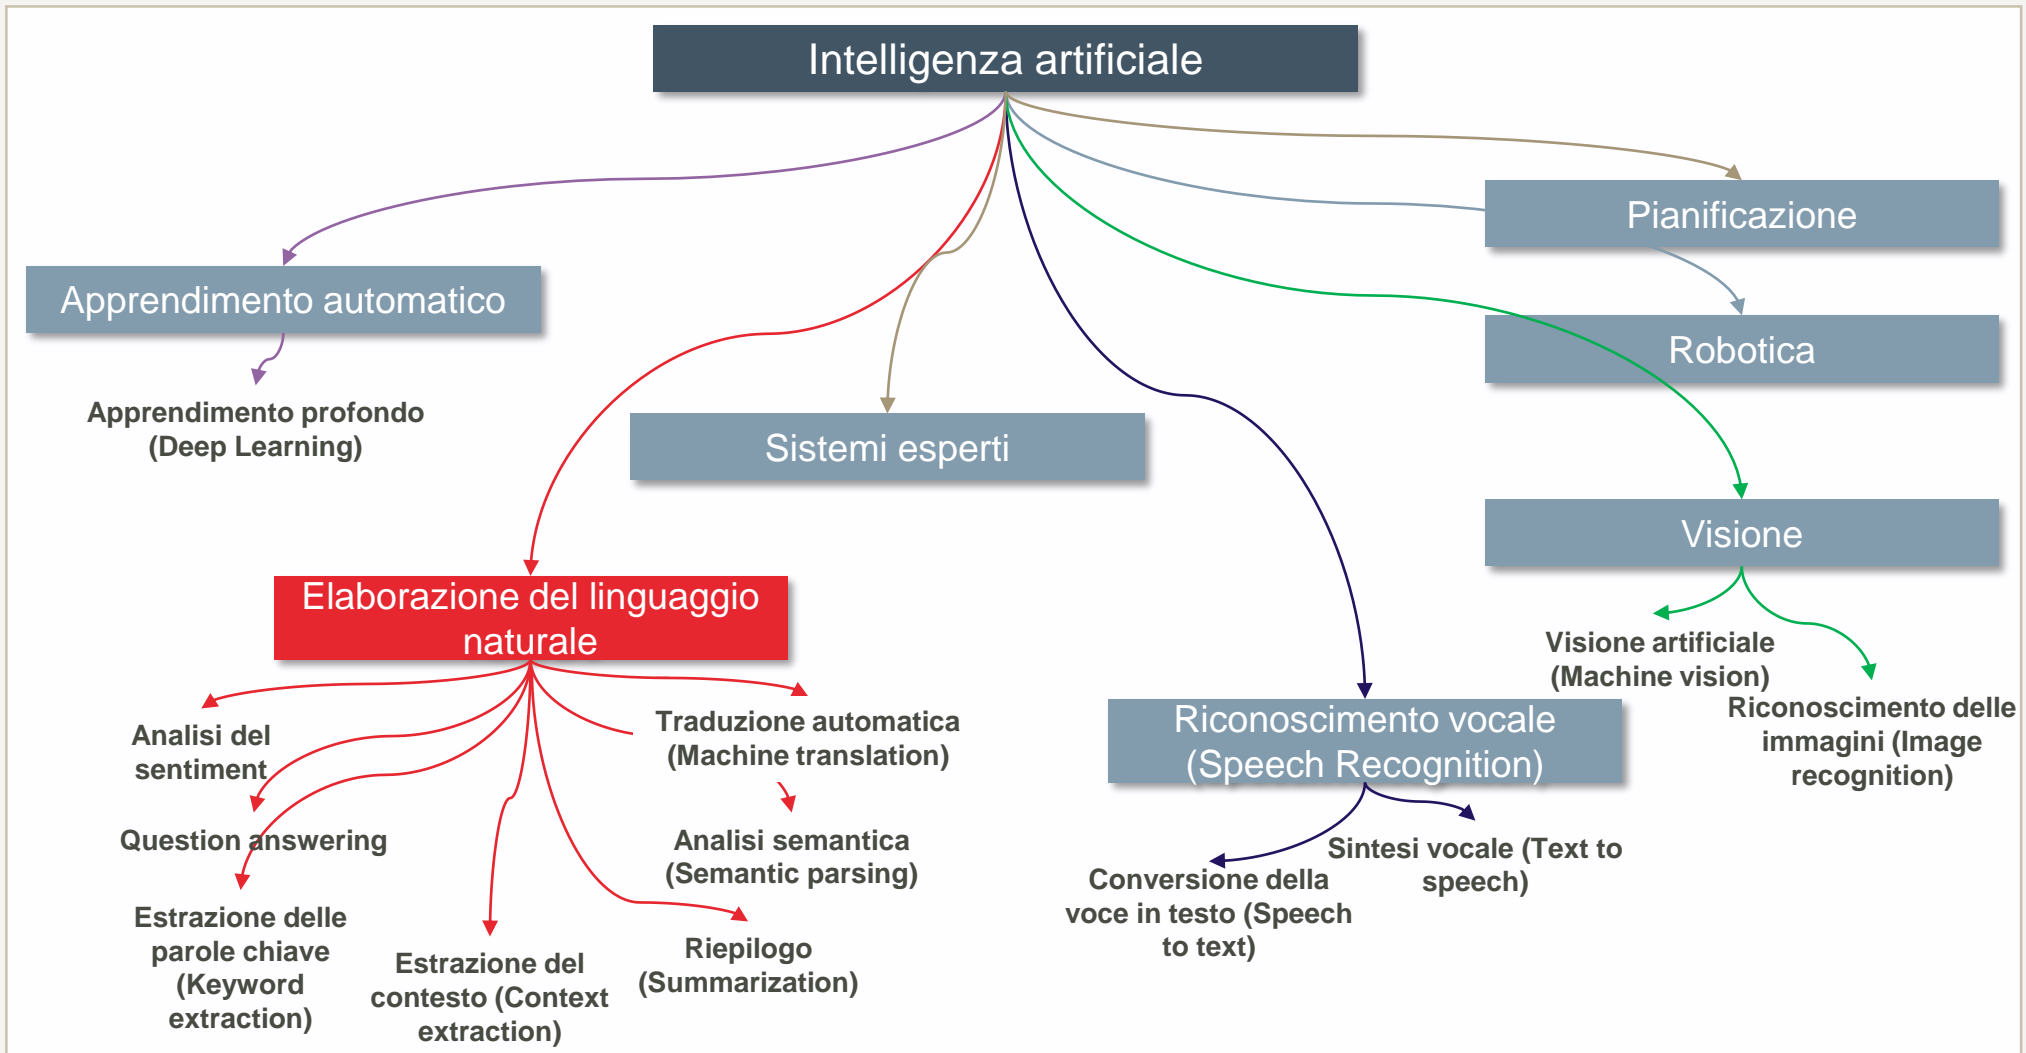 Intelligenza artificiale
Pianificazione
Apprendimento automatico
Robotica
Apprendimento profondo
(Deep Learning)
Sistemi esperti
Visione
Elaborazione del linguaggio
naturale
Visione artificiale
(Machine vision)
Riconoscimento delle
immagini (Image
recognition)
Riconoscimento vocale
(Speech Recognition)
Analisi del
sentiment
Traduzione automatica
(Machine translation)
Question answering
Analisi semantica
(Semantic parsing)
Sintesi vocale (Text to
speech)
Conversione della
voce in testo (Speech
to text)
Estrazione delle
parole chiave
(Keyword
extraction)
Estrazione del
contesto (Context
extraction)
Riepilogo
(Summarization)